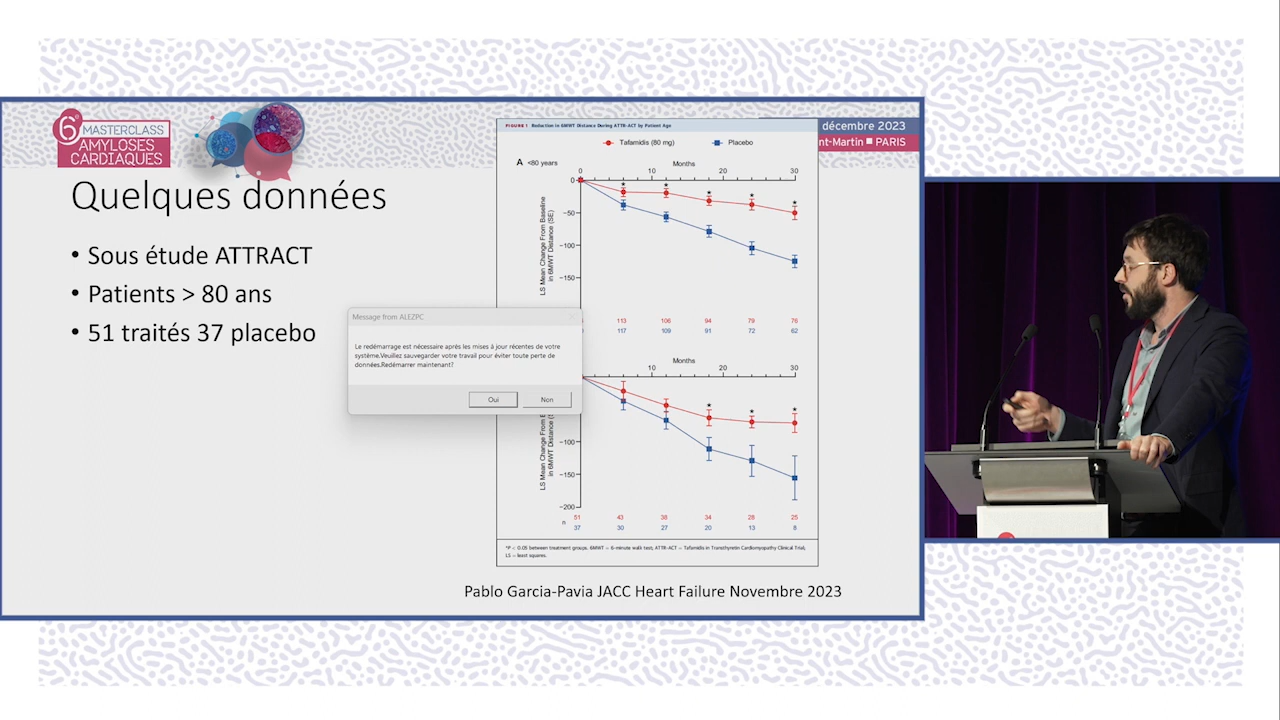 6e
MASTERCLASS
AMYLOSES
CARDIAQUES
décembre 2023
nt-Martin ■ PARIS
Quelques données
• Sous étude ATTRACT
• Patients > 80 ans
• 51 traités 37 placebo
FIGURE 1 Reduction in 6MWT Distance During ATTR-ACT by Patient Age
Tafamidis (80 mg)
Placebo
A <80 years
Months
0 10 20 30
0
−50
−100
−150
LS Mean Change From Baseline
in 6MWT Distance (SE)
* * * * *
113 106 94 79 76
117 109 91 72 62
Message from ALEZPC
Le redémarrage est nécessaire après les mises à jour récentes de votre
système.Veuillez sauvegarder votre travail pour éviter toute perte de
données.Redémarrer maintenant?
Oui
Non
Months
10 20 30
−100
−150
−200
LS Mean Change From
in 6MWT Distance
* * *
51 43 38 34 28 25
n
37 30 27 20 13 8
*P < 0.05 between treatment groups. 6MWT = 6-minute walk test; ATTR-ACT = Tafamidis in Transthyretin Cardiomyopathy Clinical Trial;
LS = least squares.
Pablo Garcia-Pavia JACC Heart Failure Novembre 2023